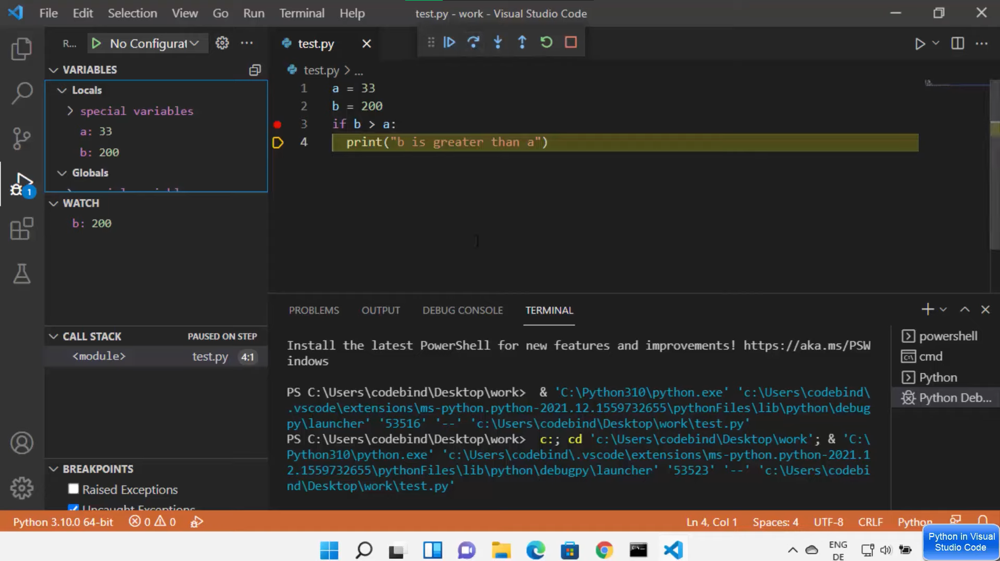 File Edit Selection View Go Run Terminal Help
test.py - work - Visual Studio Code
R... No Configurat
test.py
VARIABLES
Locals
special variables
a: 33
b: 200
Globals
WATCH
b: 200
CALL STACK PAUSED ON STEP
<module> test.py 4:1
BREAKPOINTS
Raised Exceptions
Uncaught Exceptions
1
test.py > ...
1 a = 33
2 b = 200
3 if b > a:
4 print("b is greater than a")
PROBLEMS OUTPUT DEBUG CONSOLE TERMINAL
Install the latest PowerShell for new features and improvements! https://aka.ms/PSW
indows
PS C:\Users\codebind\Desktop\work> & 'C:\Python310\python.exe' 'c:\Users\codebind\
.vscode\extensions\ms-python.python-2021.12.1559732655\pythonFiles\lib\python\debug
py\launcher' '53516' '--' 'c:\Users\codebind\Desktop\work\test.py'
PS C:\Users\codebind\Desktop\work> c:; cd 'c:\Users\codebind\Desktop\work'; & 'C:\
Python310\python.exe' 'c:\Users\codebind\.vscode\extensions\ms-python.python-2021.1
2.1559732655\pythonFiles\lib\python\debugpy\launcher' '53523' '--' 'c:\Users\codebi
nd\Desktop\work\test.py'
powershell
cmd
Python
Python Deb...
Python 3.10.0 64-bit 0 0
Ln 4, Col 1 Spaces: 4 UTF-8 CRLF Python
ENG
DE
Python in Visual
Studio Code